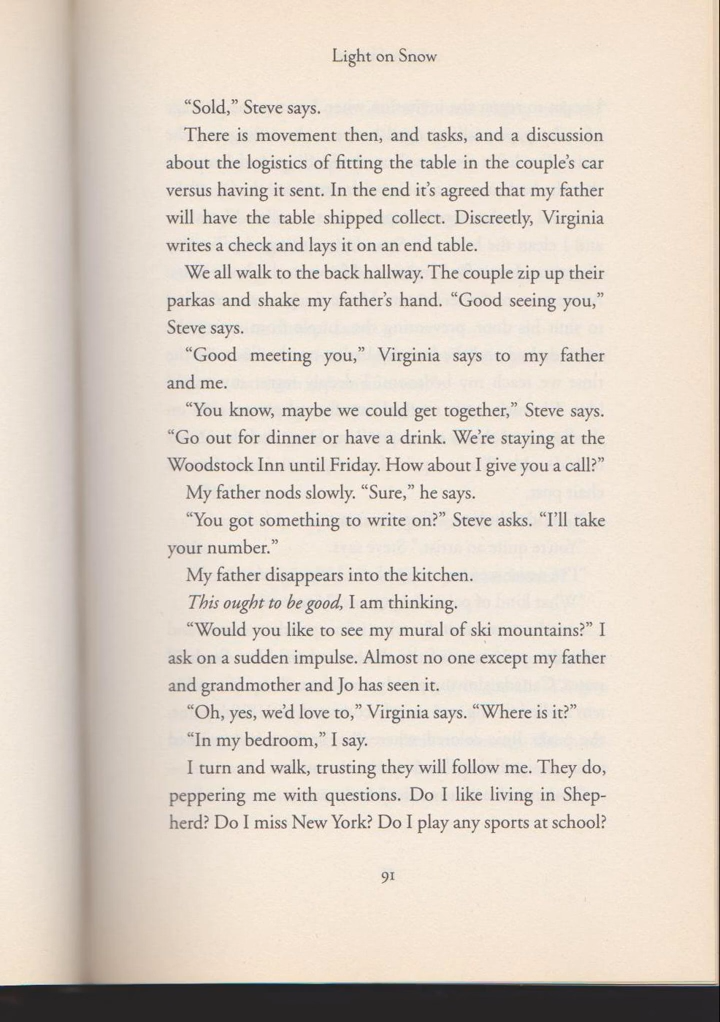 Light on Snow
“Sold,” Steve says.
There is movement then, and tasks, and a discussion
about the logistics of fitting the table in the couple’s car
versus having it sent. In the end it’s agreed that my father
will have the table shipped collect. Discreetly, Virginia
writes a check and lays it on an end table.
We all walk to the back hallway. The couple zip up their
parkas and shake my father’s hand. “Good seeing you,”
Steve says.
“Good meeting you,” Virginia says to my father
and me.
“You know, maybe we could get together,” Steve says.
“Go out for dinner or have a drink. We’re staying at the
Woodstock Inn until Friday. How about I give you a call?”
My father nods slowly. “Sure,” he says.
“You got something to write on?” Steve asks. “I’ll take
your number.”
My father disappears into the kitchen.
This ought to be good, I am thinking.
“Would you like to see my mural of ski mountains?” I
ask on a sudden impulse. Almost no one except my father
and grandmother and Jo has seen it.
“Oh, yes, we’d love to,” Virginia says. “Where is it?”
“In my bedroom,” I say.
I turn and walk, trusting they will follow me. They do,
peppering me with questions. Do I like living in Shep-
herd? Do I miss New York? Do I play any sports at school?
91